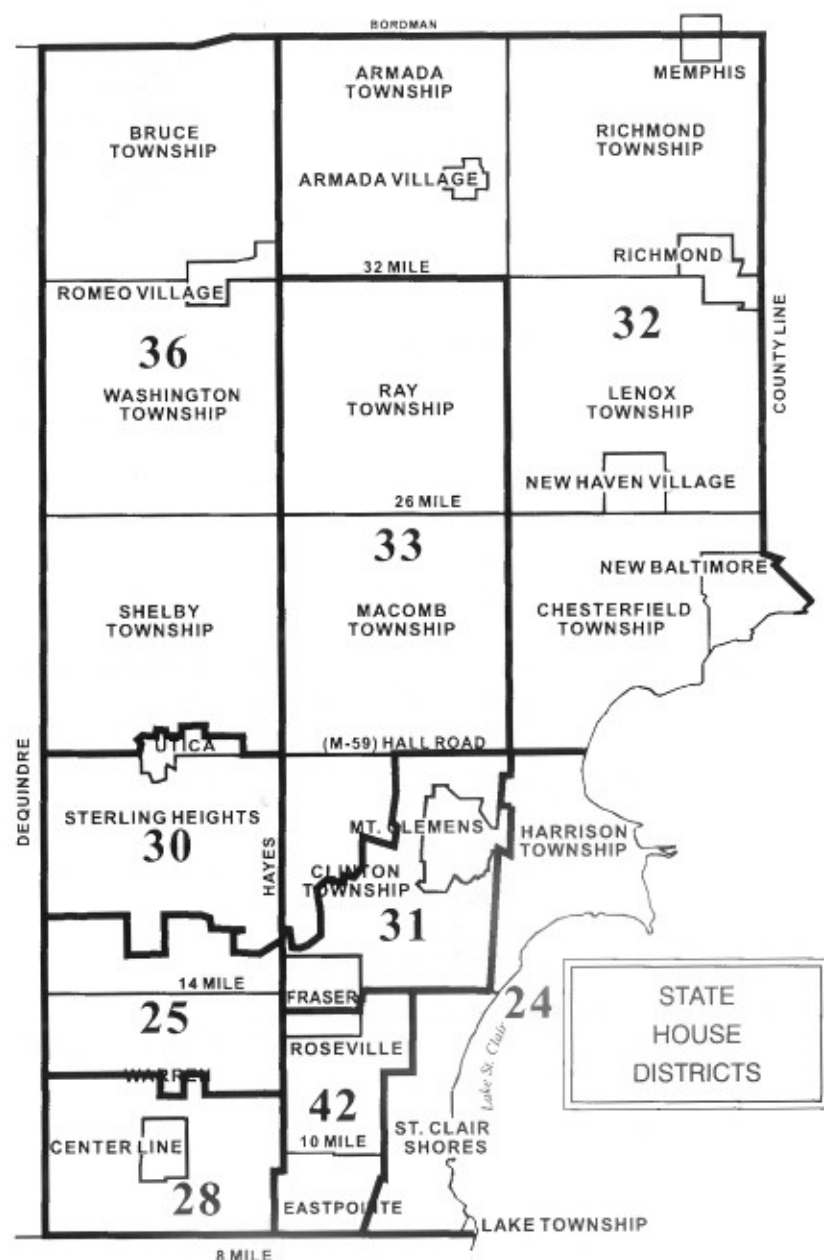 BORDMAN
MEMPHIS
ARMADA
TOWNSHIP
BRUCE
TOWNSHIP
RICHMOND
TOWNSHIP
ARMADA VILLAGE
RICHMOND
32 MILE
ROMEO VILLAGE
36
32
COUNTY LINE
WASHINGTON
TOWNSHIP
RAY
TOWNSHIP
LENOX
TOWNSHIP
NEW HAVEN VILLAGE
26 MILE
33
NEW BALTIMORE
SHELBY
TOWNSHIP
MACOMB
TOWNSHIP
CHESTERFIELD
TOWNSHIP
UTICA
(M-59) HALL ROAD
DEQUINDRE
STERLING HEIGHTS
30
HAYES
MT. CLEMENS
HARRISON
TOWNSHIP
CLINTON
TOWNSHIP
31
14 MILE
FRASER
24
STATE
HOUSE
DISTRICTS
25
Lake St. Clair
ROSEVILLE
WARREN
42
ST. CLAIR
SHORES
10 MILE
CENTER LINE
28
EASTPOINTE
LAKE TOWNSHIP
8 MILE